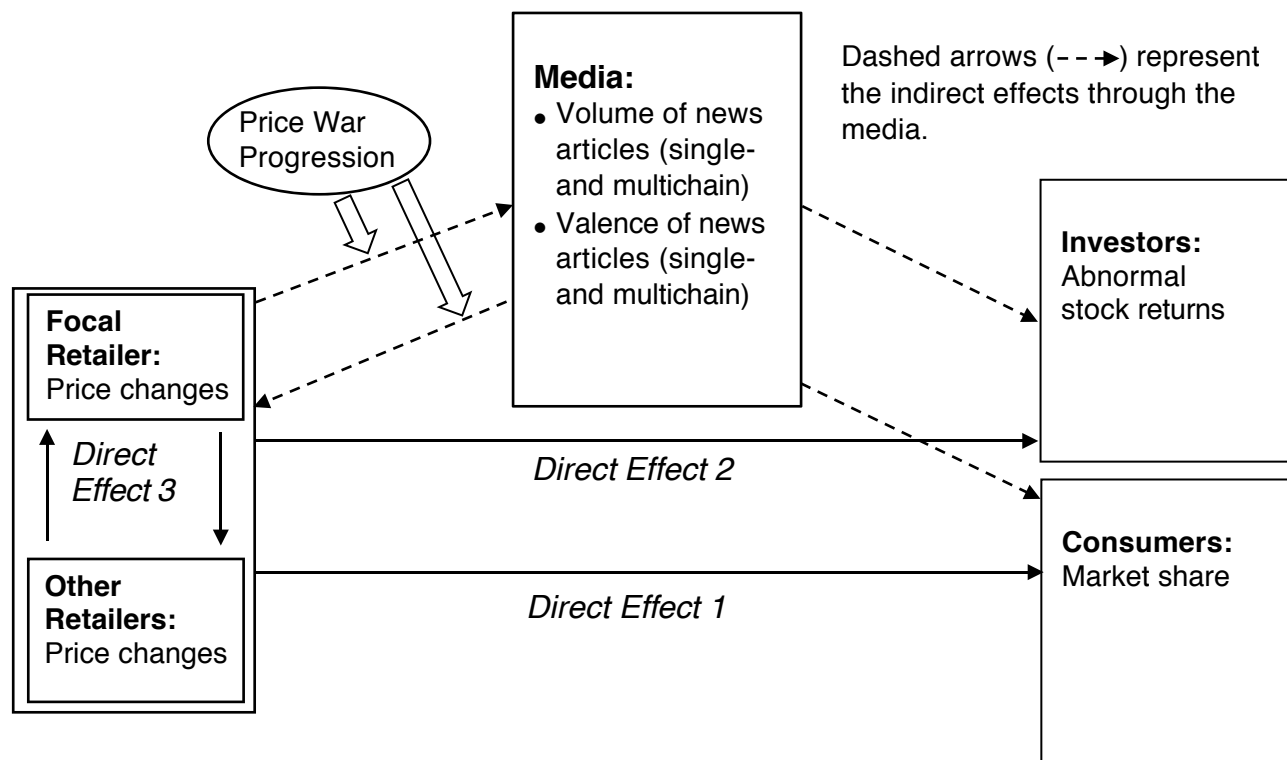 Price War
Progression
Media:
• Volume of news
articles (single-
and multichain)
• Valence of news
articles (single-
and multichain)
Dashed arrows (- - ➔) represent
the indirect effects through the
media.
Investors:
Abnormal
stock returns
Focal
Retailer:
Price changes
Direct
Effect 3
Other
Retailers:
Price changes
Direct Effect 2
Direct Effect 1
Consumers:
Market share